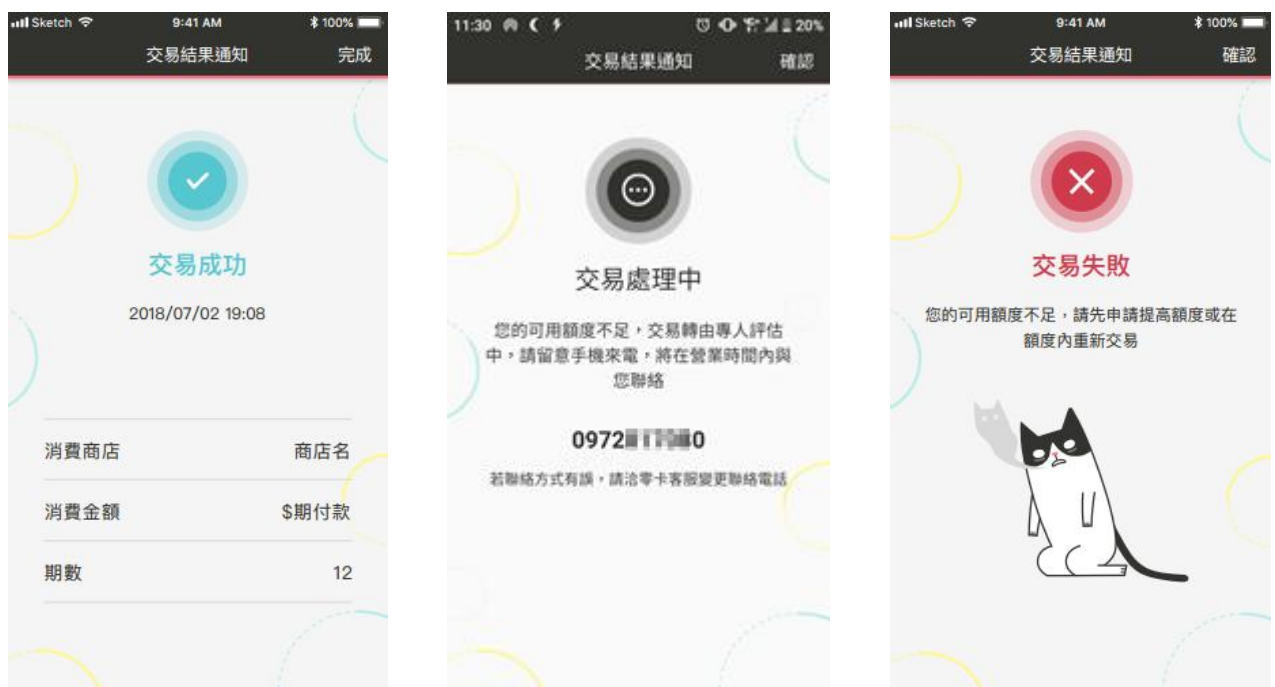 Sketch 9:41 AM 100%
交易結果通知 完成
交易成功
2018/07/02 19:08
消費商店 商店名
消費金額 $期付款
期數 12
11:30 20%
交易結果通知 確認
交易處理中
您的可用額度不足，交易轉由專人評估
中，請留意手機來電，將在營業時間內與
您聯絡
0972 0
若聯絡方式有誤，請洽零卡客服變更聯絡電話
Sketch 9:41 AM 100%
交易結果通知 確認
交易失敗
您的可用額度不足，請先申請提高額度或在
額度內重新交易